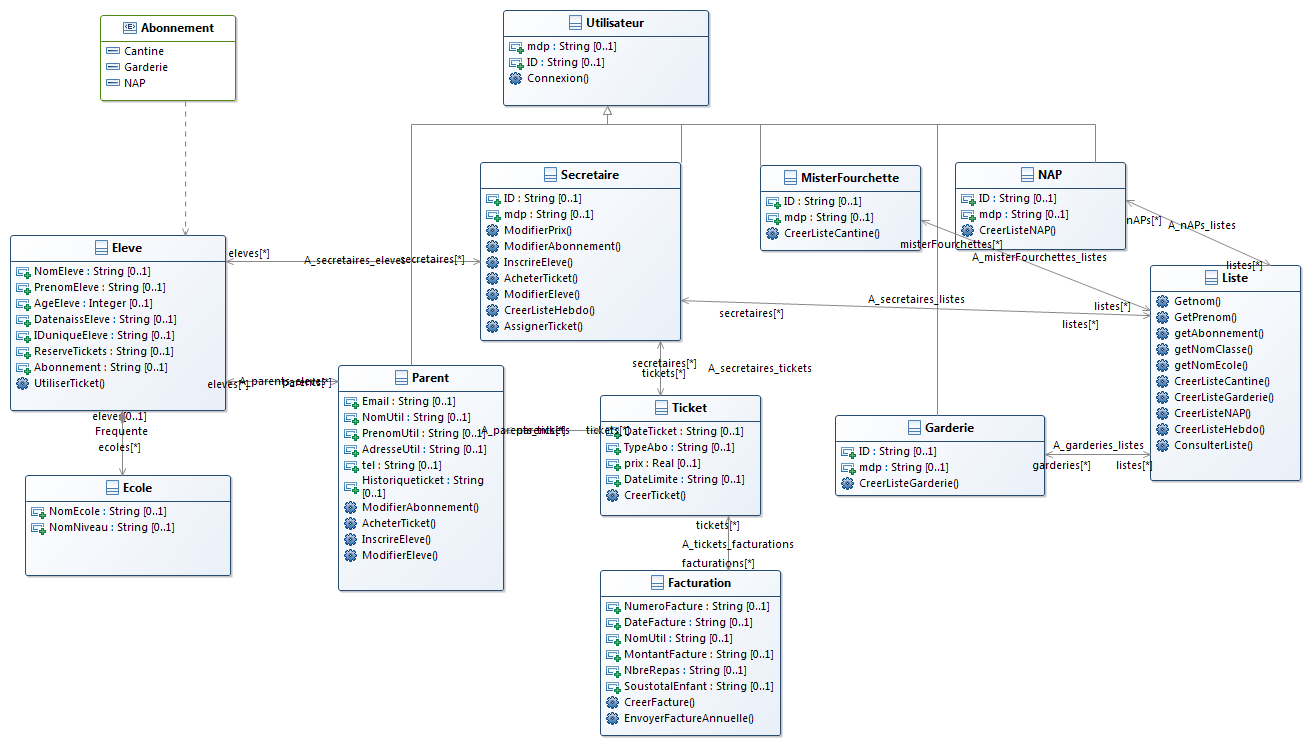 Abonnement
Cantine
Garderie
NAP
Utilisateur
mdp : String [0..1]
ID : String [0..1]
Connexion()
Secretaire
ID : String [0..1]
mdp : String [0..1]
ModifierPrix()
ModifierAbonnement()
InscrireEleve()
AcheterTicket()
ModifierEleve()
CreerListeHebdo()
AssignerTicket()
MisterFourchette
ID : String [0..1]
mdp : String [0..1]
CreerListeCantine()
NAP
ID : String [0..1]
mdp : String [0..1]
CreerListeNAP()
nAPs[*]
A_nAPs_listes
listes[*]
misterFourchettes[*]
A_misterFourchettes_listes
listes[*]
Eleve
NomEleve : String [0..1]
PrenomEleve : String [0..1]
AgeEleve : Integer [0..1]
DatenaissEleve : String [0..1]
IDuniqueEleve : String [0..1]
ReserveTickets : String [0..1]
Abonnement : String [0..1]
UtiliserTicket()
eleves[*]
A_secretaires_eleves
secretaires[*]
A_secretaires_listes
secretaires[*]
listes[*]
Liste
Getnom()
GetPrenom()
getAbonnement()
getNomClasse()
getNomEcole()
CreerListeCantine()
CreerListeGarderie()
CreerListeNAP()
CreerListeHebdo()
ConsulterListe()
secretaires[*]
tickets[*]
A_secretaires_tickets
eleves[*]
A_parents_eleves
parents[*]
Parent
Email : String [0..1]
NomUtil : String [0..1]
PrenomUtil : String [0..1]
AdresseUtil : String [0..1]
tel : String [0..1]
Historiqueticket : String
[0..1]
ModifierAbonnement()
AcheterTicket()
InscrireEleve()
ModifierEleve()
A_parents_tickets
parents[*]
tickets[*]
Ticket
DateTicket : String [0..1]
TypeAbo : String [0..1]
prix : Real [0..1]
DateLimite : String [0..1]
CreerTicket()
Garderie
ID : String [0..1]
mdp : String [0..1]
CreerListeGarderie()
A_garderies_listes
garderies[*]
listes[*]
eleves[0..1]
Frequente
ecoles[*]
Ecole
NomEcole : String [0..1]
NomNiveau : String [0..1]
tickets[*]
A_tickets_facturations
facturations[*]
Facturation
NumeroFacture : String [0..1]
DateFacture : String [0..1]
NomUtil : String [0..1]
MontantFacture : String [0..1]
NbreRepas : String [0..1]
SoustotalEnfant : String [0..1]
CreerFacture()
EnvoyerFactureAnnuelle()